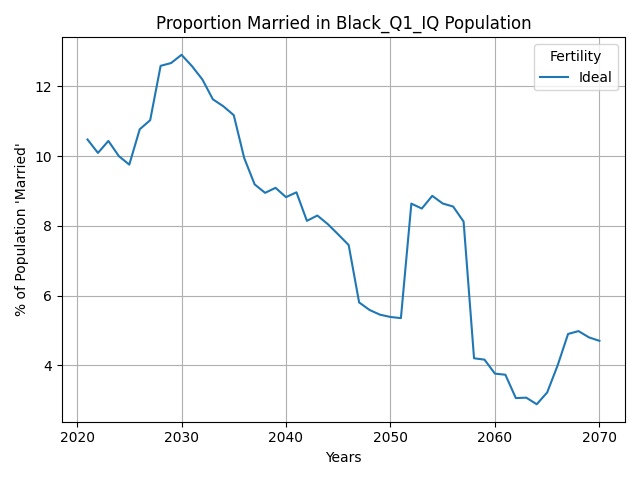 Proportion Married in Black_Q1_IQ Population
Fertility
Ideal
% of Population 'Married'
12
10
8
6
4
2020 2030 2040 2050 2060 2070
Years